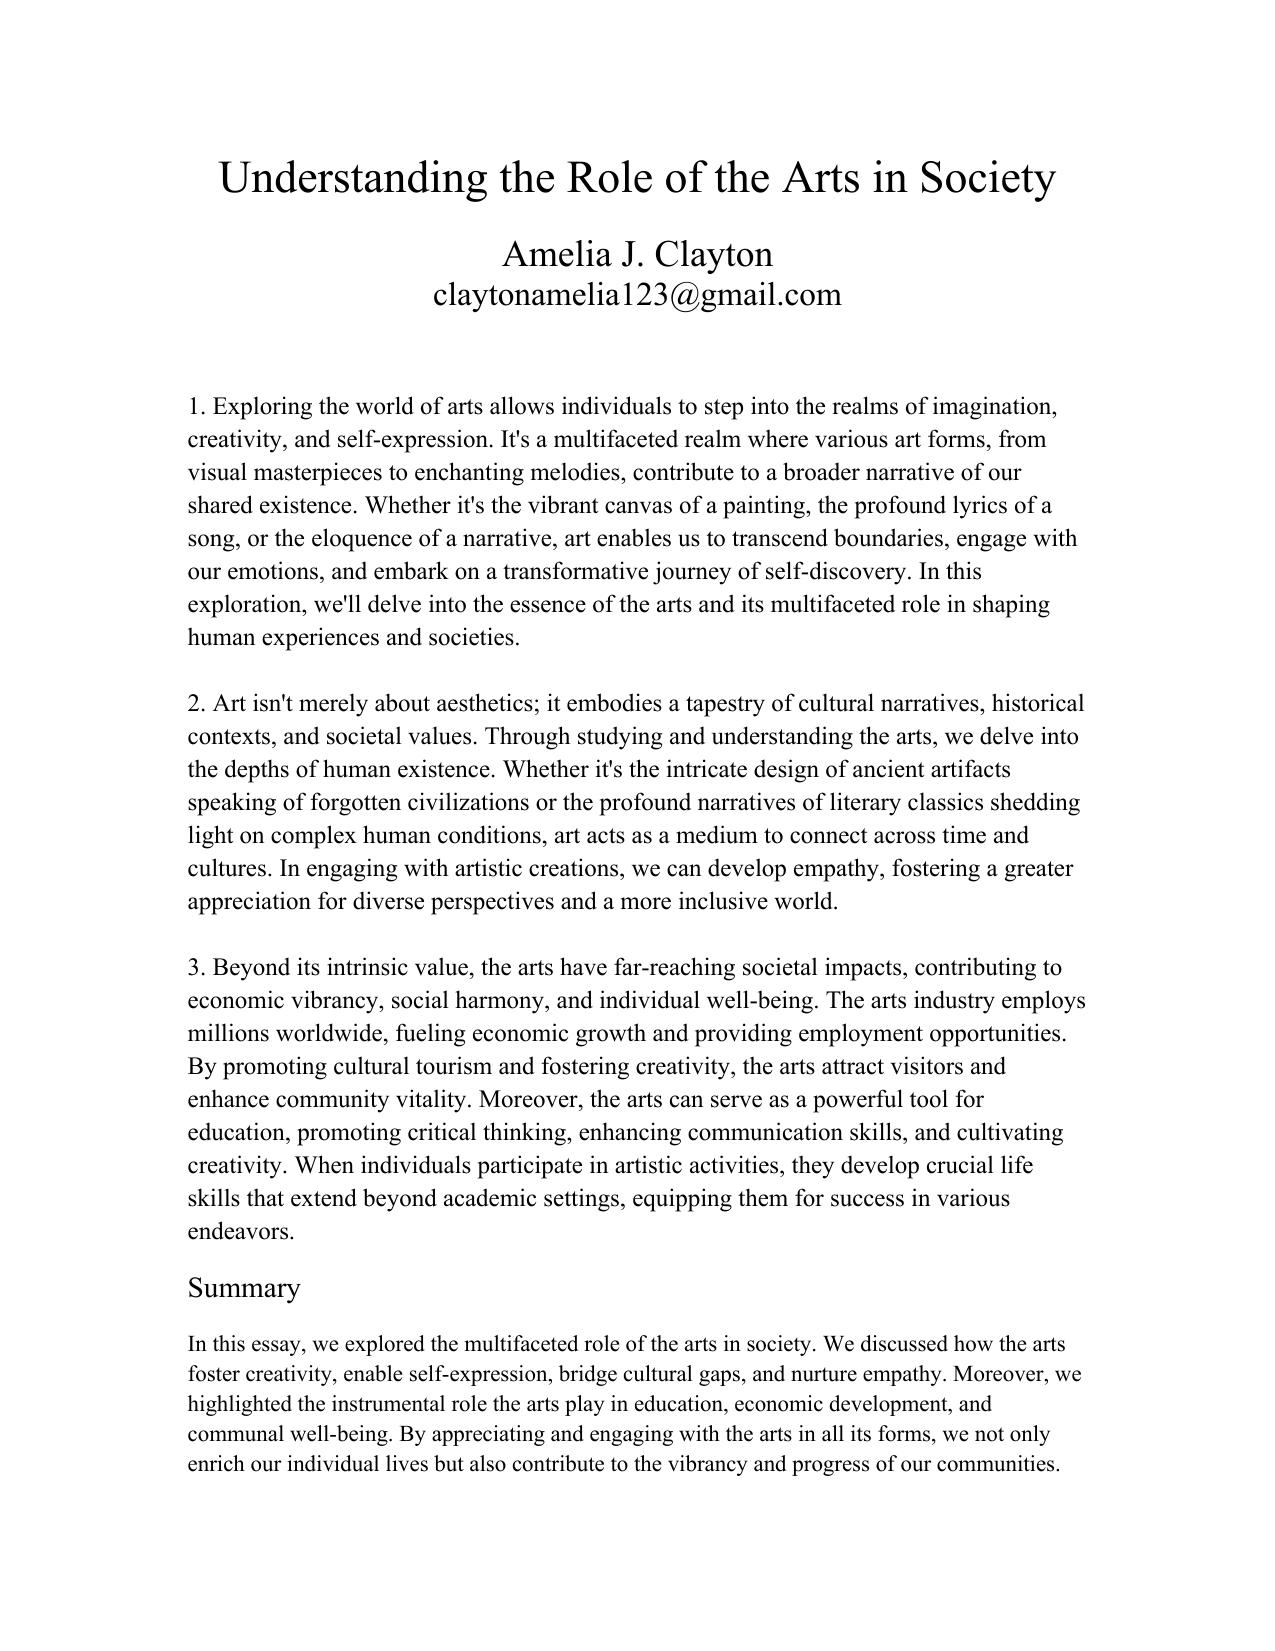 Understanding the Role of the Arts in Society
Amelia J. Clayton
claytonamelia123@gmail.com
1. Exploring the world of arts allows individuals to step into the realms of imagination,
creativity, and self-expression. It's a multifaceted realm where various art forms, from
visual masterpieces to enchanting melodies, contribute to a broader narrative of our
shared existence. Whether it's the vibrant canvas of a painting, the profound lyrics of a
song, or the eloquence of a narrative, art enables us to transcend boundaries, engage with
our emotions, and embark on a transformative journey of self-discovery. In this
exploration, we'll delve into the essence of the arts and its multifaceted role in shaping
human experiences and societies.
2. Art isn't merely about aesthetics; it embodies a tapestry of cultural narratives, historical
contexts, and societal values. Through studying and understanding the arts, we delve into
the depths of human existence. Whether it's the intricate design of ancient artifacts
speaking of forgotten civilizations or the profound narratives of literary classics shedding
light on complex human conditions, art acts as a medium to connect across time and
cultures. In engaging with artistic creations, we can develop empathy, fostering a greater
appreciation for diverse perspectives and a more inclusive world.
3. Beyond its intrinsic value, the arts have far-reaching societal impacts, contributing to
economic vibrancy, social harmony, and individual well-being. The arts industry employs
millions worldwide, fueling economic growth and providing employment opportunities.
By promoting cultural tourism and fostering creativity, the arts attract visitors and
enhance community vitality. Moreover, the arts can serve as a powerful tool for
education, promoting critical thinking, enhancing communication skills, and cultivating
creativity. When individuals participate in artistic activities, they develop crucial life
skills that extend beyond academic settings, equipping them for success in various
endeavors.
Summary
In this essay, we explored the multifaceted role of the arts in society. We discussed how the arts
foster creativity, enable self-expression, bridge cultural gaps, and nurture empathy. Moreover, we
highlighted the instrumental role the arts play in education, economic development, and
communal well-being. By appreciating and engaging with the arts in all its forms, we not only
enrich our individual lives but also contribute to the vibrancy and progress of our communities.